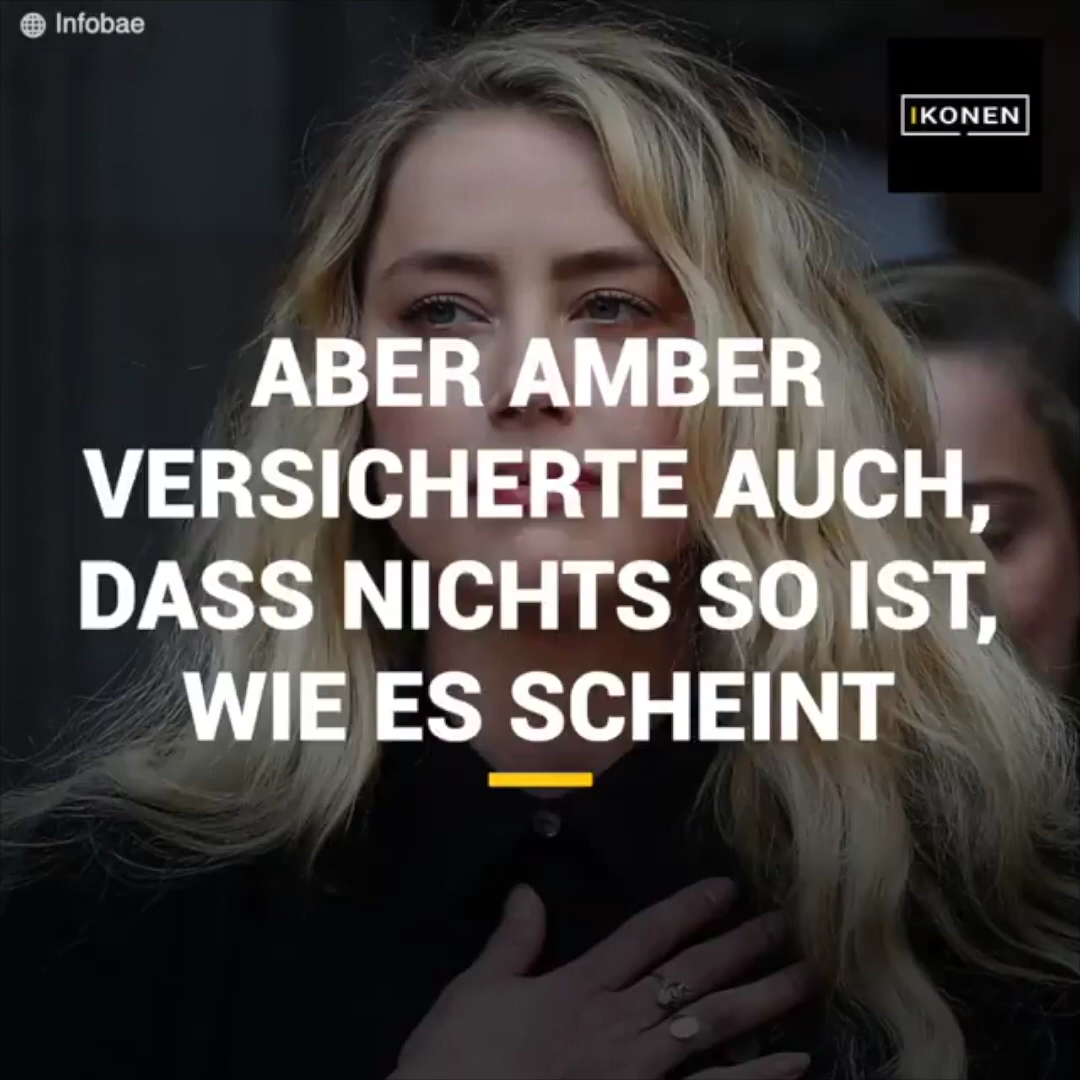 Infobae
IKONEN
ABER AMBER
VERSICHERTE AUCH,
DASS NICHTS SO IST,
WIE ES SCHEINT